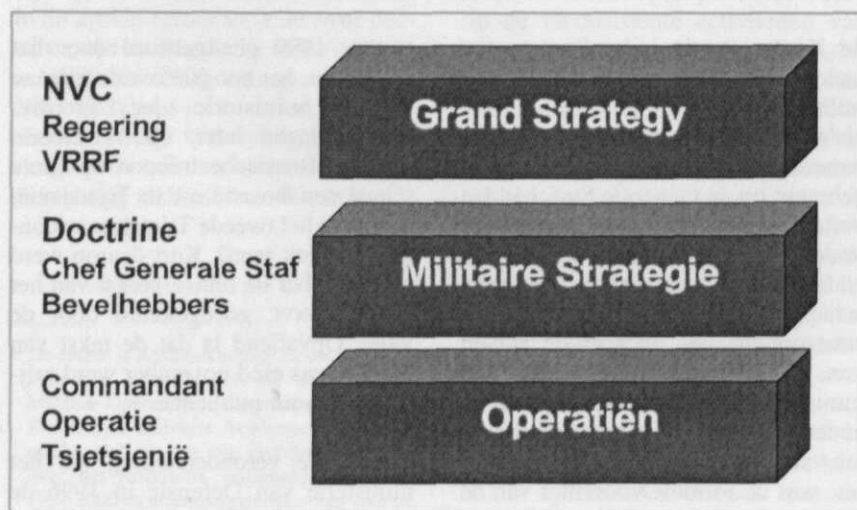 NVC
Regering
VRRF
Grand Strategy
Doctrine
Chef Generale Staf
Bevelhebbers
Militaire Strategie
Commandant
Operatie
Tsjetsjenië
Operatiën